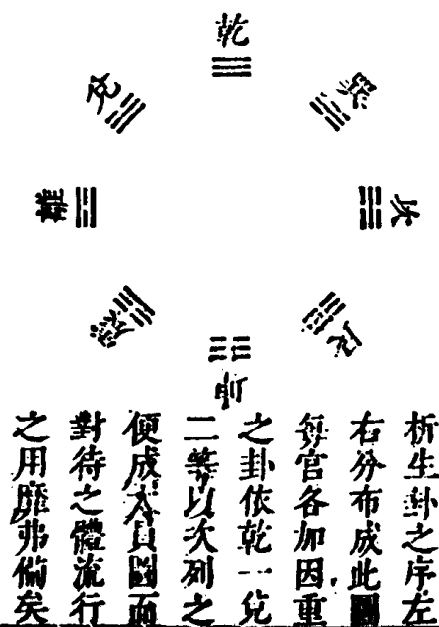 乾
兌
離
震
巽
坎
艮
析生卦之序左
右分布成此圖
每宫各加因重
之卦依乾一兌
二等以次列之
便成大員圖而
對待之體流行
之用靡弗備矣